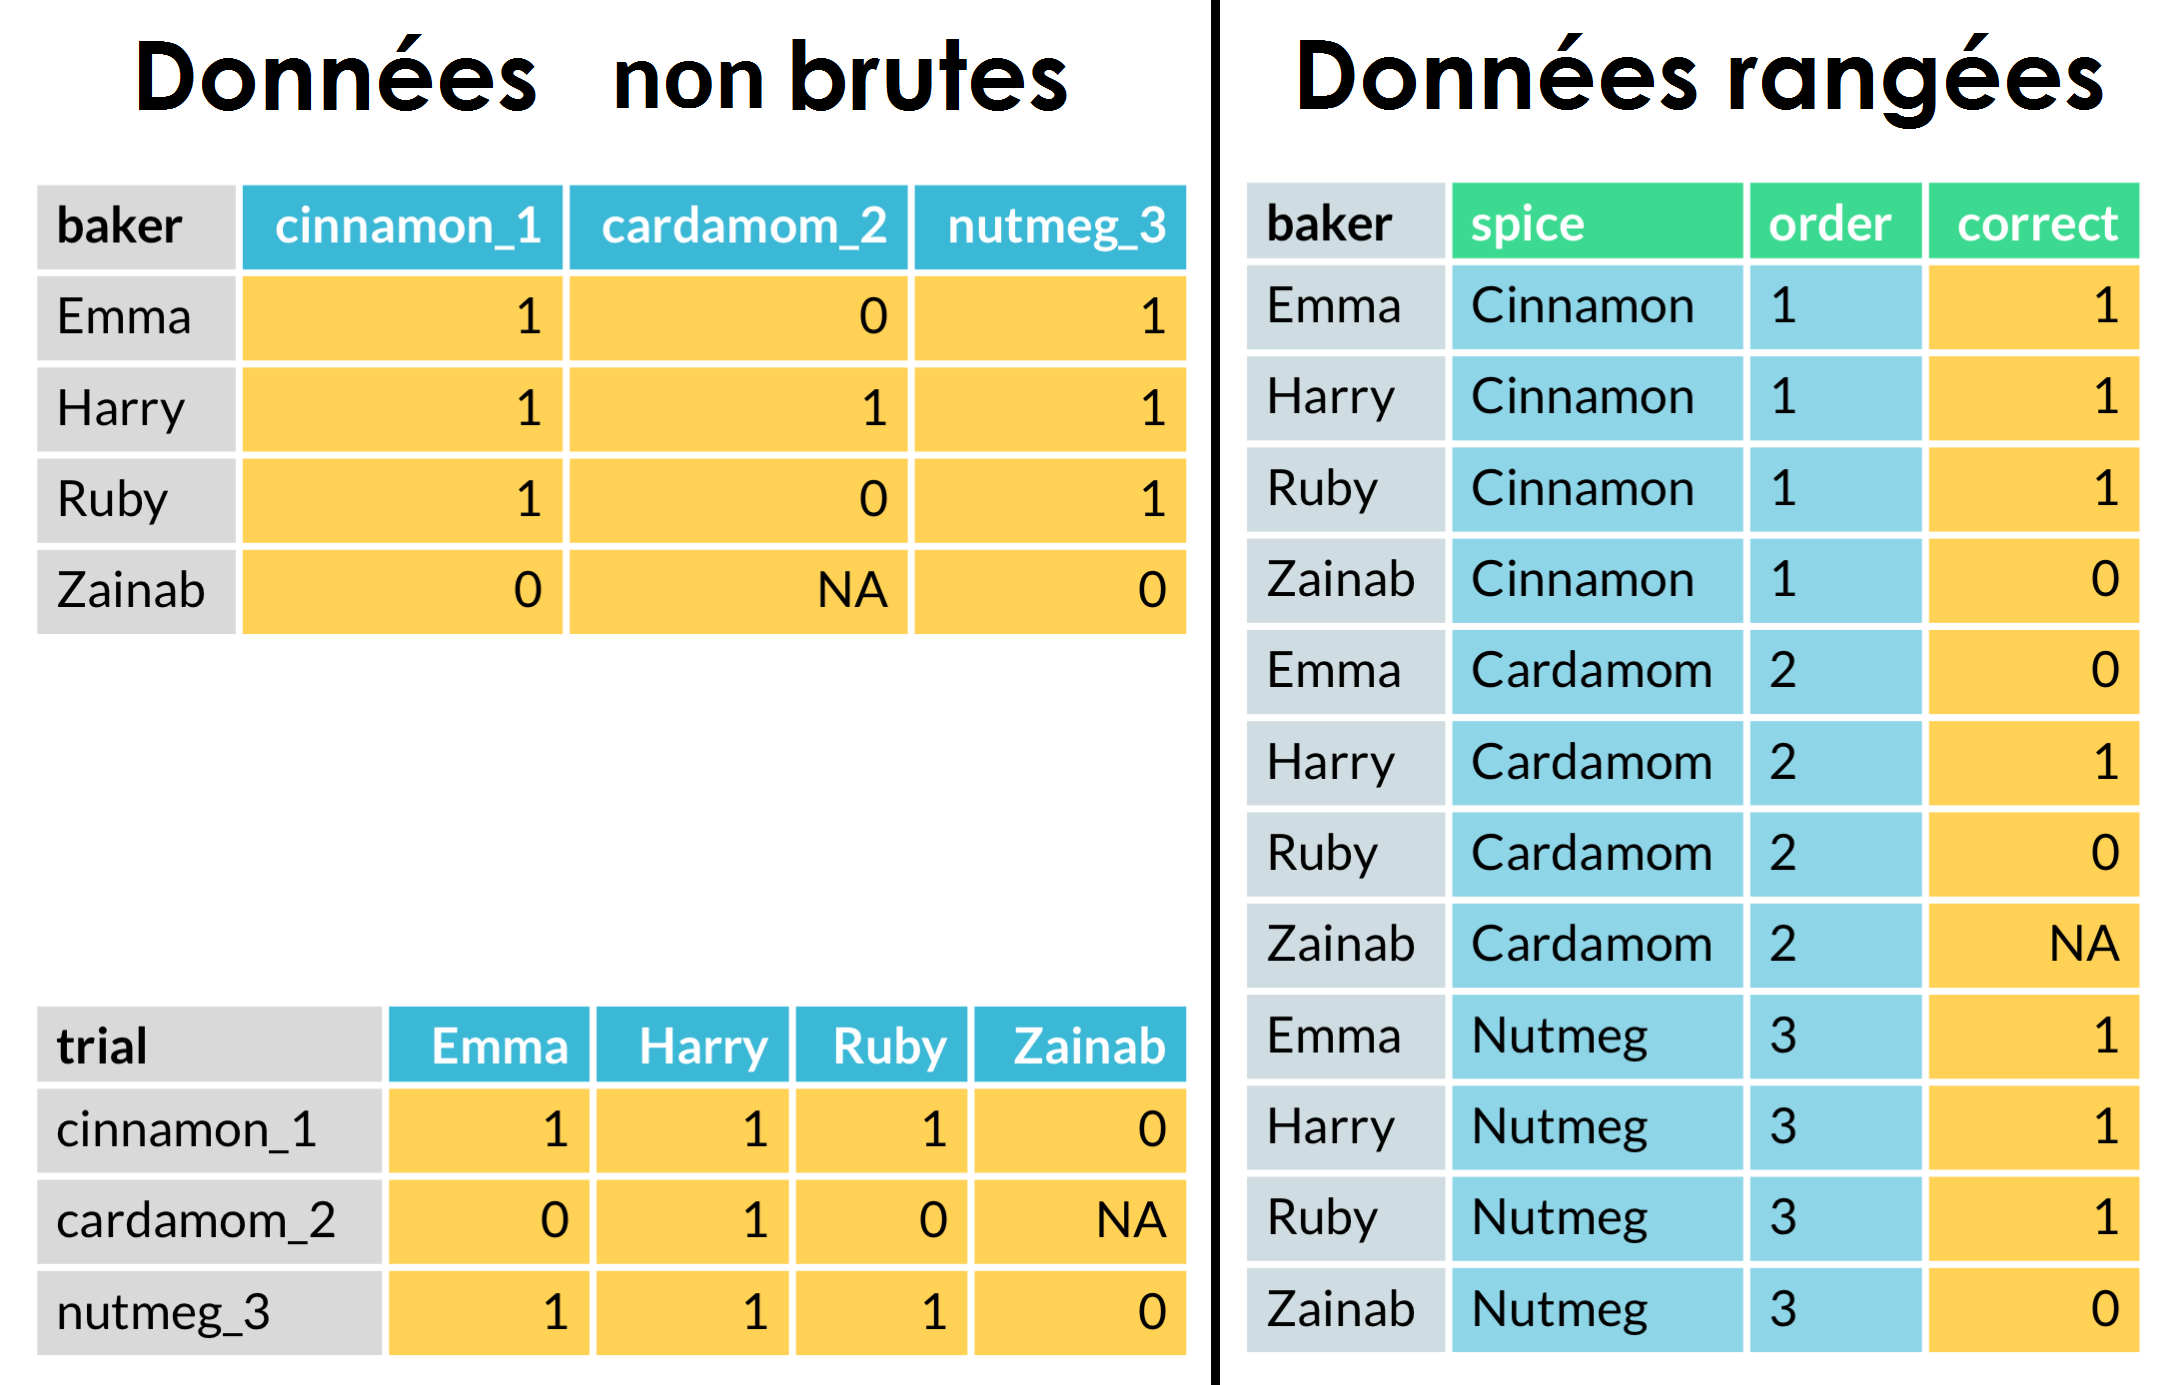 Données non brutes
baker cinnamon_1 cardamom_2 nutmeg_3
Emma 1 0 1
Harry 1 1 1
Ruby 1 0 1
Zainab 0 NA 0
trial Emma Harry Ruby Zainab
cinnamon_1 1 1 1 0
cardamom_2 0 1 0 NA
nutmeg_3 1 1 1 0
Données rangées
baker spice order correct
Emma Cinnamon 1 1
Harry Cinnamon 1 1
Ruby Cinnamon 1 1
Zainab Cinnamon 1 0
Emma Cardamom 2 0
Harry Cardamom 2 1
Ruby Cardamom 2 0
Zainab Cardamom 2 NA
Emma Nutmeg 3 1
Harry Nutmeg 3 1
Ruby Nutmeg 3 1
Zainab Nutmeg 3 0